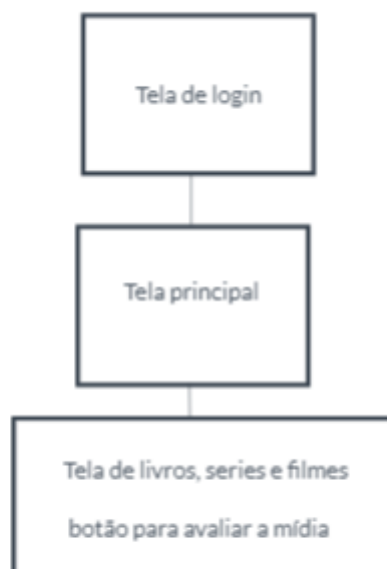 Tela de login
Tela principal
Tela de livros, series e filmes
botão para avaliar a mídia